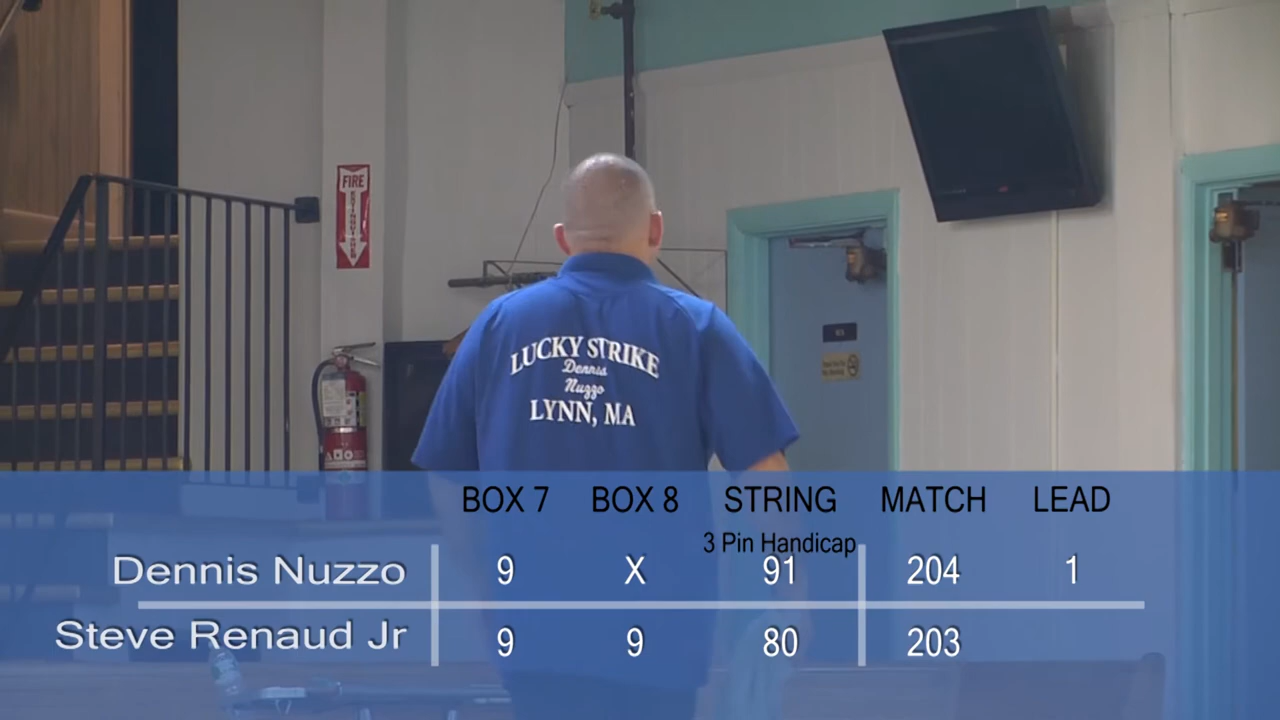 FIRE
EXTINGUISHER
LUCKY STRIKE
Dennis
Nuzzo
LYNN, MA
BOX 7 BOX 8 STRING MATCH LEAD
3 Pin Handicap
Dennis Nuzzo 9 X 91 204 1
Steve Renaud Jr 9 9 80 203